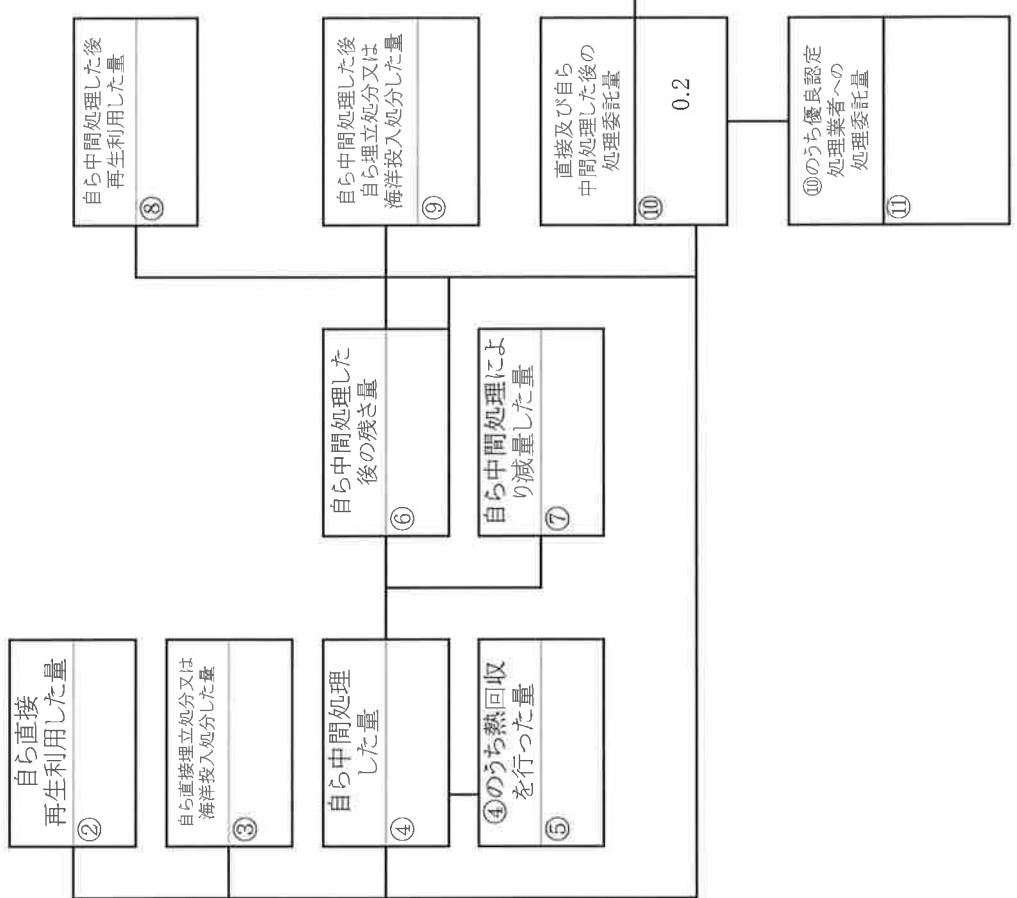 自ら直接
再生利用した量
②
自ら直接埋立処分又は
海洋投入処分した量
③
自ら中間処理
した量
④
④のうち熱回収
を行った量
⑤
自ら中間処理した
後の残さ量
⑥
自ら中間処理によ
り減量した量
⑦
自ら中間処理した後
再生利用した量
⑧
自ら中間処理した後
自ら埋立処分又は
海洋投入処分した量
⑨
直接及び自ら
中間処理した後の
処理委託量
⑩
0.2
⑩のうち優良認定
処理業者への
処理委託量
⑪